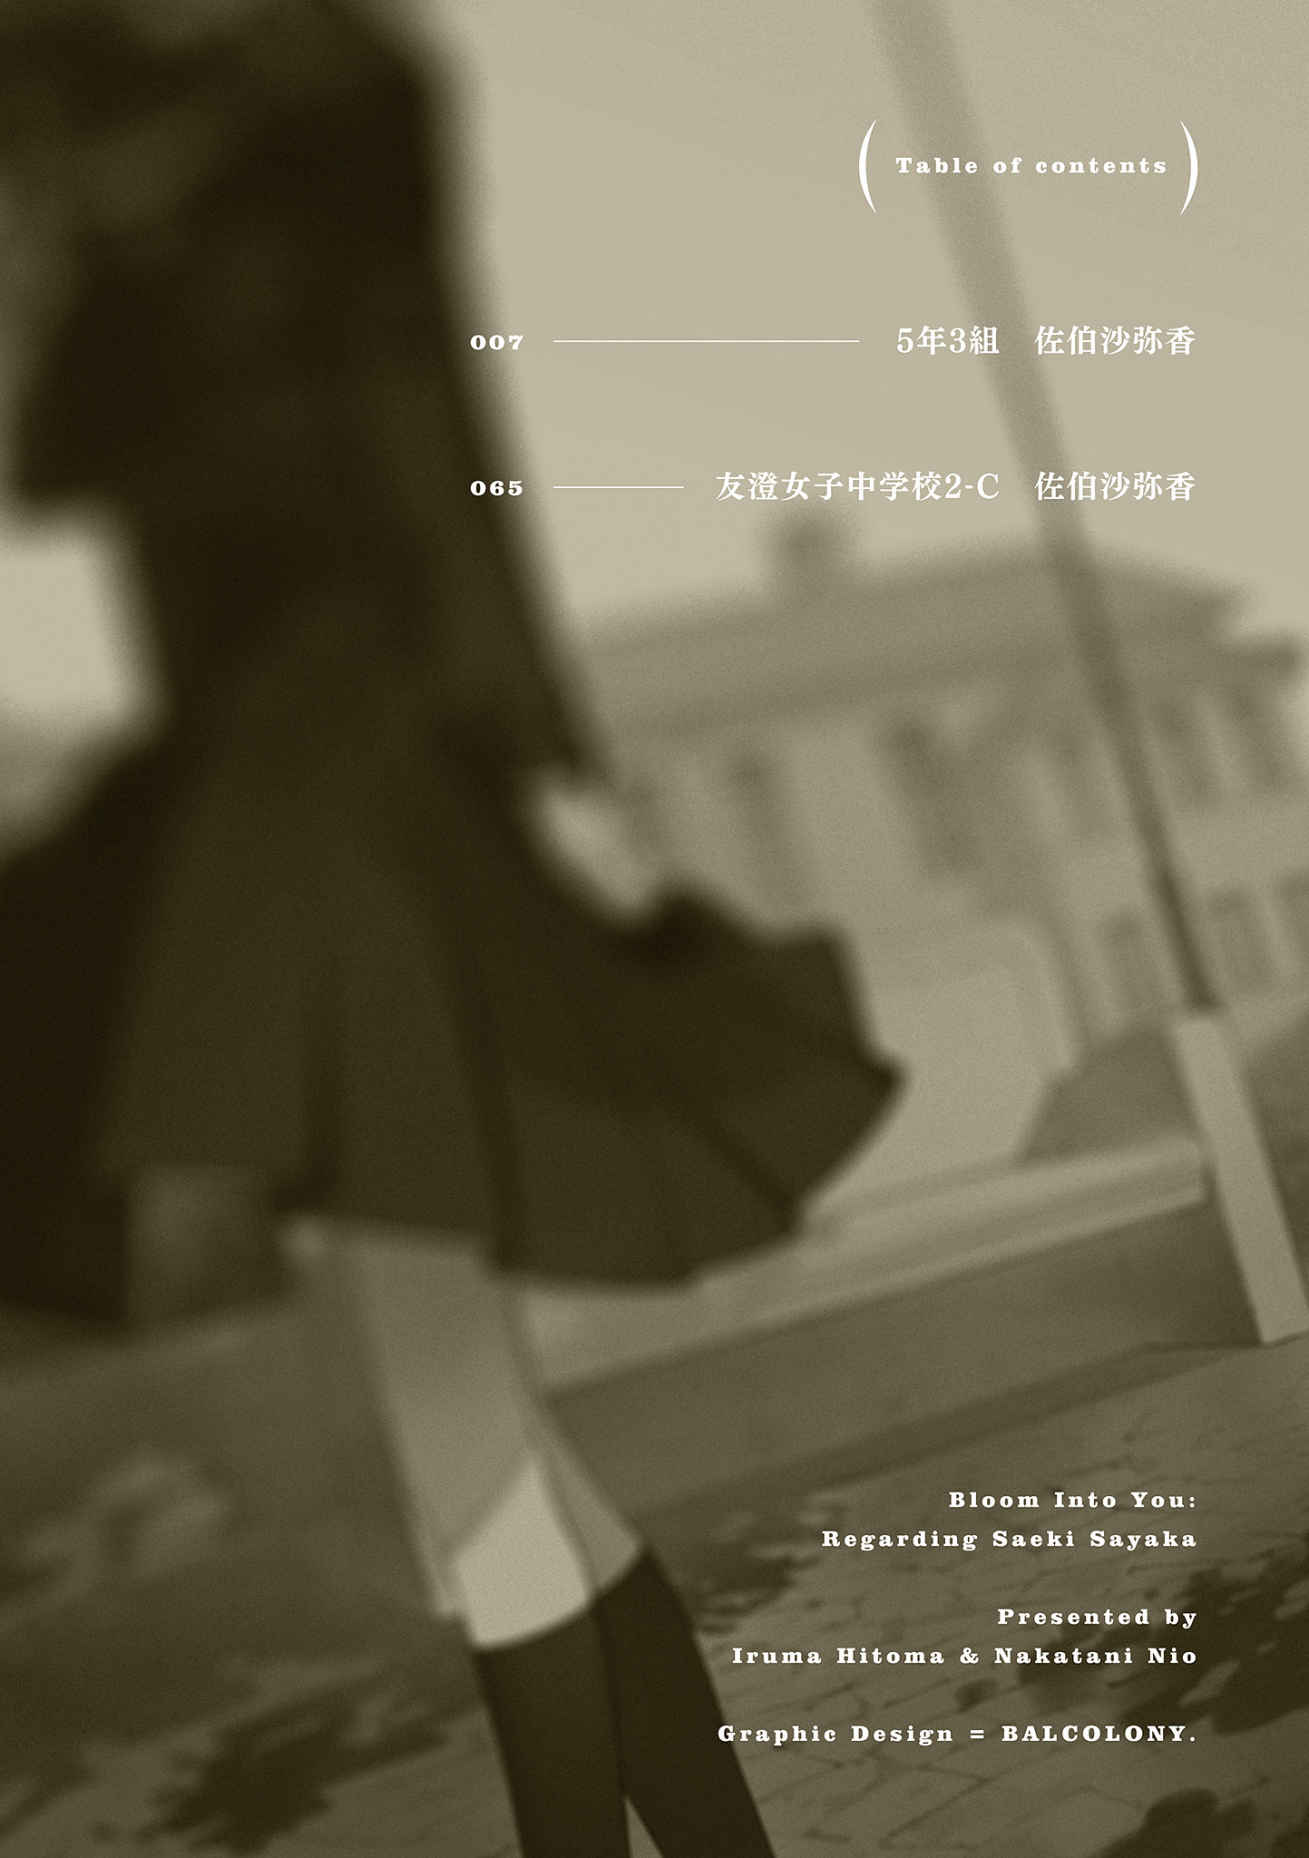 Table of contents
007 5年3組 佐伯沙弥香
065 友澄女子中学校2-C 佐伯沙弥香
Bloom Into You:
Regarding Saeki Sayaka
Presented by
Iruma Hitoma & Nakatani Nio
Graphic Design = BALCOLONY.